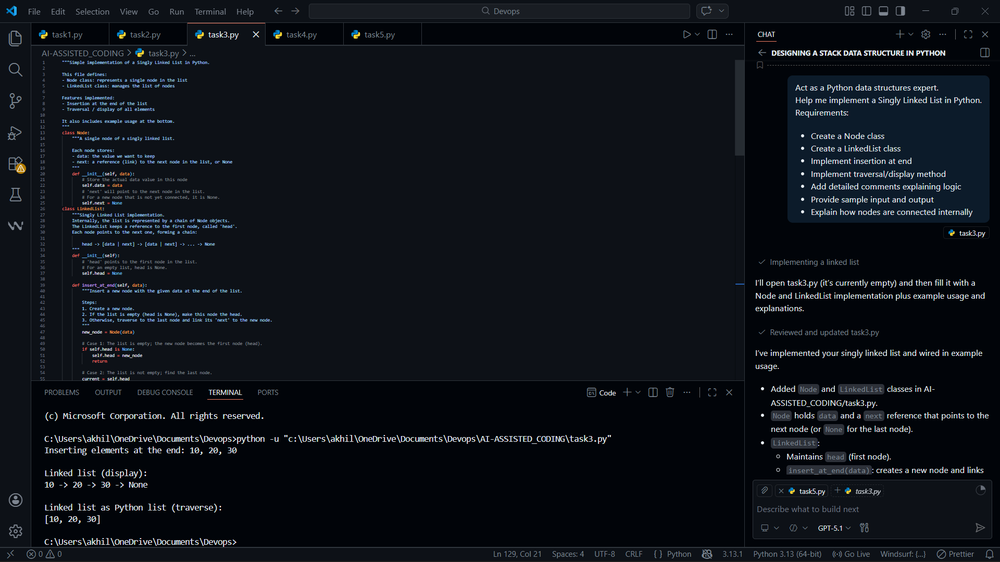 File Edit Selection View Go Run Terminal Help
Devops
task1.py
task2.py
task3.py
task4.py
task5.py
AI-ASSISTED_CODING > task3.py > ...
1 """Simple implementation of a Singly Linked List in Python.
2
3 This file defines:
4 - Node class: represents a single node in the list
5 - LinkedList class: manages the list of nodes
6
7 Features implemented:
8 - Insertion at the end of the list
9 - Traversal / display of all elements
10
11 It also includes example usage at the bottom.
12 """
13 class Node:
14 """A single node of a singly linked list.
15
16 Each node stores:
17 - data: the value we want to keep
18 - next: a reference (link) to the next node in the list, or None
19 """
20 def __init__(self, data):
21 # Store the actual data value in this node
22 self.data = data
23 # 'next' will point to the next node in the list.
24 # For a new node that is not yet connected, it is None.
25 self.next = None
26 class LinkedList:
27 """Singly Linked List implementation.
28 Internally, the list is represented by a chain of Node objects.
29 The LinkedList keeps a reference to the first node, called 'head'.
30 Each node points to the next one, forming a chain:
31
32 head -> [data | next] -> [data | next] -> ... -> None
33 """
34 def __init__(self):
35 # 'head' points to the first node in the list.
36 # For an empty list, head is None.
37 self.head = None
38
39 def insert_at_end(self, data):
40 """Insert a new node with the given data at the end of the list.
41
42 Steps:
43 1. Create a new node.
44 2. If the list is empty (head is None), make this node the head.
45 3. Otherwise, traverse to the last node and link its 'next' to the new node.
46 """
47 new_node = Node(data)
48
49 # Case 1: The list is empty; the new node becomes the first node (head).
50 if self.head is None:
51 self.head = new_node
52 return
53
54 # Case 2: The list is not empty; find the last node.
55 current = self.head
PROBLEMS OUTPUT DEBUG CONSOLE TERMINAL PORTS
Code
(c) Microsoft Corporation. All rights reserved.
C:\Users\akhil\OneDrive\Documents\Devops>python -u "c:\Users\akhil\OneDrive\Documents\Devops\AI-ASSISTED_CODING\task3.py"
Inserting elements at the end: 10, 20, 30
Linked list (display):
10 -> 20 -> 30 -> None
Linked list as Python list (traverse):
[10, 20, 30]
C:\Users\akhil\OneDrive\Documents\Devops>
CHAT
DESIGNING A STACK DATA STRUCTURE IN PYTHON
Act as a Python data structures expert.
Help me implement a Singly Linked List in Python.
Requirements:
• Create a Node class
• Create a LinkedList class
• Implement insertion at end
• Implement traversal/display method
• Add detailed comments explaining logic
• Provide sample input and output
• Explain how nodes are connected internally
task3.py
Implementing a linked list
I'll open task3.py (it's currently empty) and then fill it with a
Node and LinkedList implementation plus example usage and
explanations.
Reviewed and updated task3.py
I've implemented your singly linked list and wired in example
usage.
• Added Node and LinkedList classes in AI-
ASSISTED_CODING/task3.py.
• Node holds data and a next reference that points to the
next node (or None for the last node).
• LinkedList:
Maintains head (first node).
insert_at_end(data): creates a new node and links
task5.py
task3.py
Describe what to build next
GPT-5.1
0 0
Ln 129, Col 21 Spaces: 4 UTF-8 CRLF { } Python 3.13.1 Python 3.13 (64-bit) Go Live Windsurf: {...} Prettier